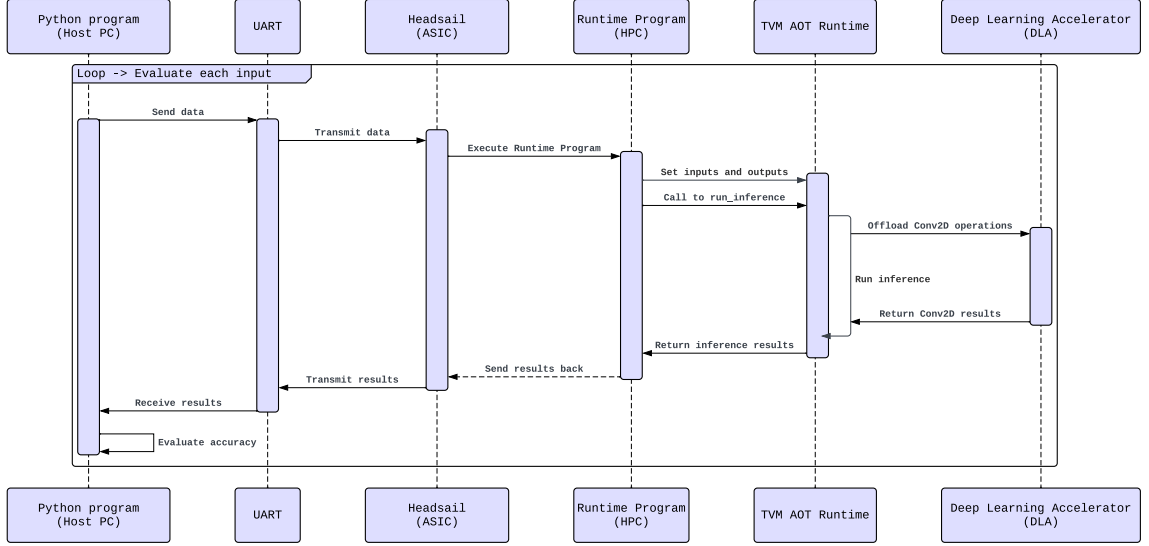 Python program
(Host PC)
UART
Headsail
(ASIC)
Runtime Program
(HPC)
TVM AOT Runtime
Deep Learning Accelerator
(DLA)
Loop -> Evaluate each input
Send data
Transmit data
Execute Runtime Program
Set inputs and outputs
Call to run_inference
Offload Conv2D operations
Run inference
Return Conv2D results
Return inference results
Send results back
Transmit results
Receive results
Evaluate accuracy
Python program
(Host PC)
UART
Headsail
(ASIC)
Runtime Program
(HPC)
TVM AOT Runtime
Deep Learning Accelerator
(DLA)